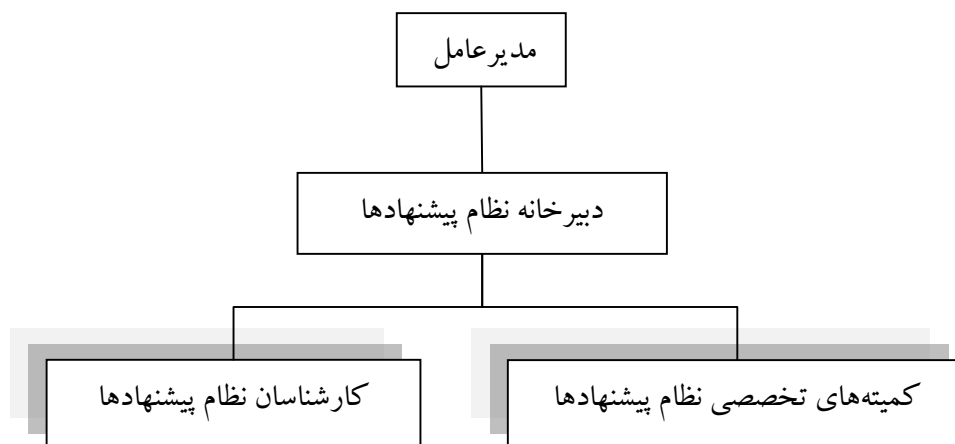 مدیرعامل
دبیرخانه نظام پیشنهادها
کمیته‌های تخصصی نظام پیشنهادها
کارشناسان نظام پیشنهادها